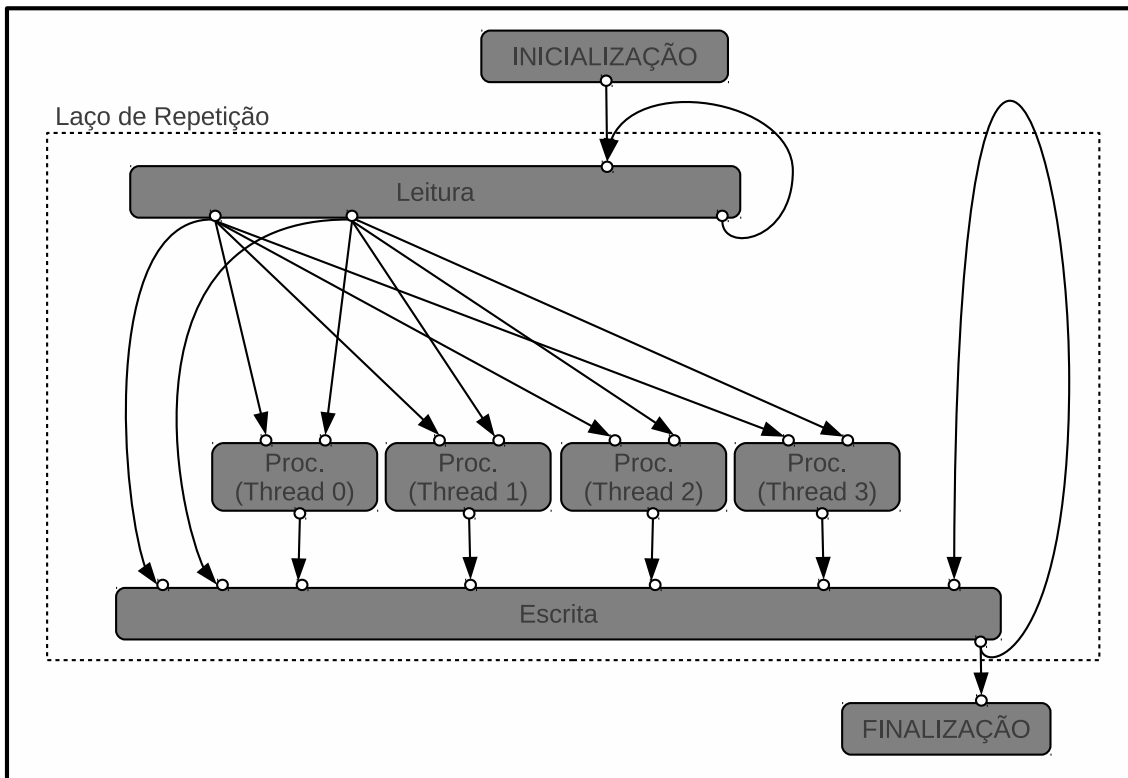 INICIALIZAÇÃO
Laço de Repetição
Leitura
Proc.
(Thread 0)
Proc.
(Thread 1)
Proc.
(Thread 2)
Proc.
(Thread 3)
Escrita
FINALIZAÇÃO